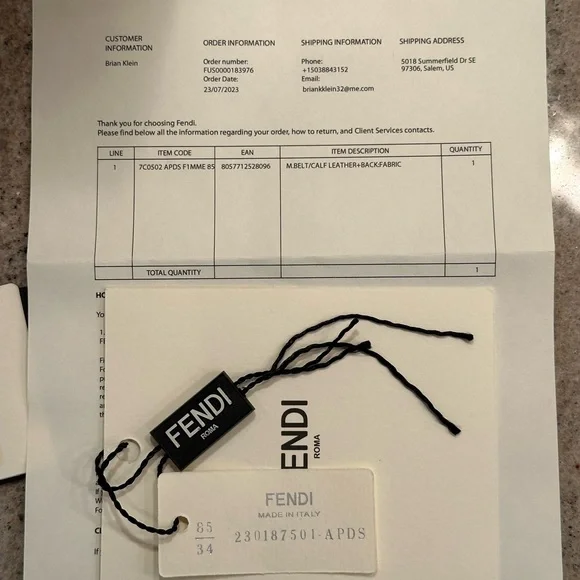 CUSTOMER INFORMATION
Brian Klein
ORDER INFORMATION
Order number:
FUS0000183976
Order Date:
23/07/2023
SHIPPING INFORMATION
Phone:
+15038843152
Email:
briankklein32@me.com
SHIPPING ADDRESS
5018 Summerfield Dr SE
97306, Salem, US
Thank you for choosing Fendi.
Please find below all the information regarding your order, how to return, and Client Services contacts.
LINE ITEM CODE EAN ITEM DESCRIPTION QUANTITY
1 7C0502 APDS F1MME 85 8057712528096 M.BELT/CALF LEATHER+BACK:FABRIC 1
TOTAL QUANTITY 1
FENDI
ROMA
ENDI
ROMA
FENDI
MADE IN ITALY
85
34
230187501-APDS